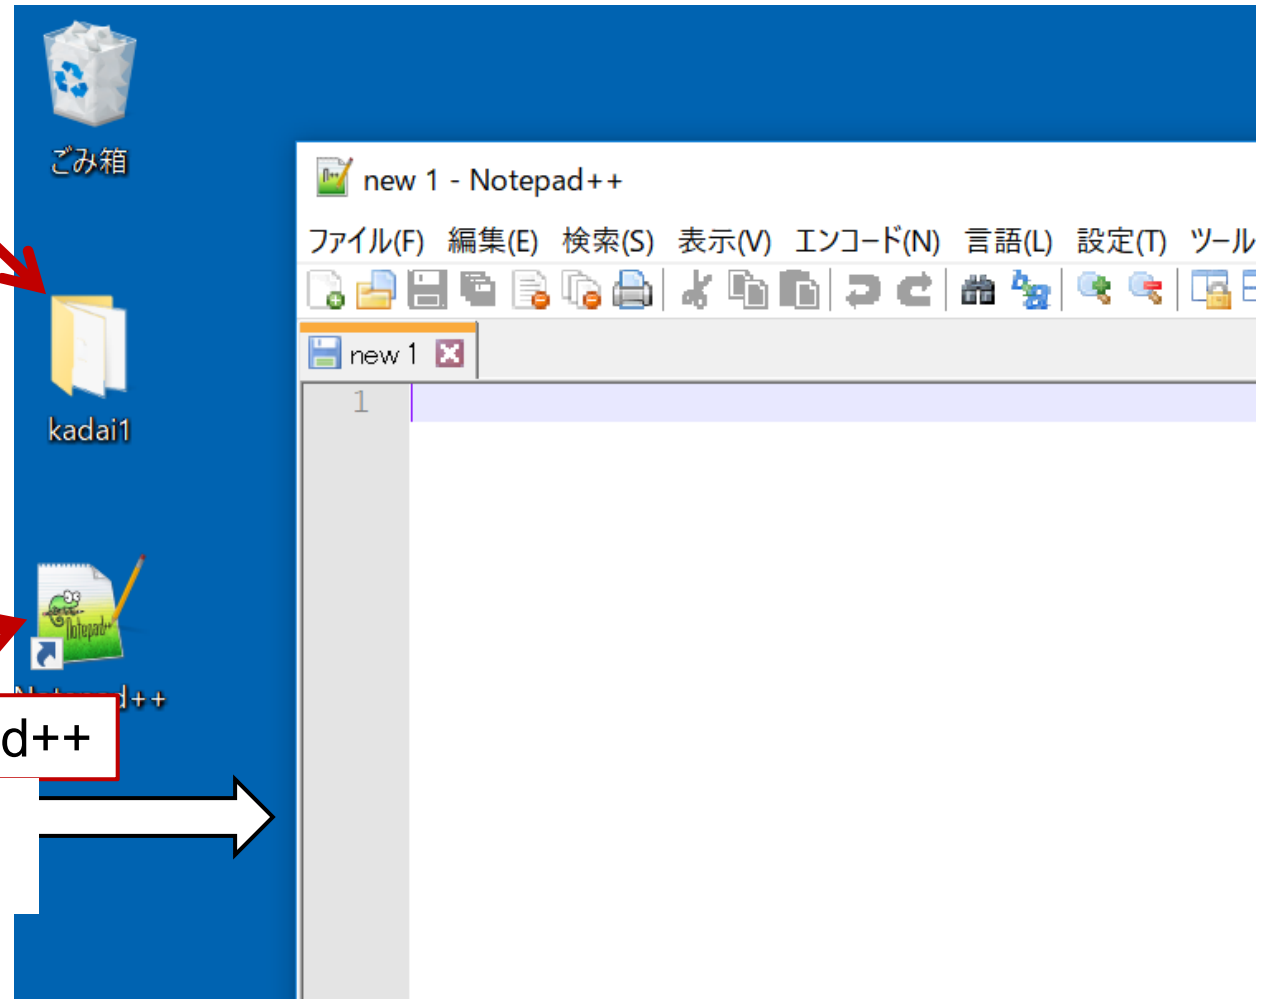 ごみ箱
new 1 - Notepad++
ファイル(F) 編集(E) 検索(S) 表示(V) エンコード(N) 言語(L) 設定(T) ツール
new 1
1
kadai1
Notepad++
d++